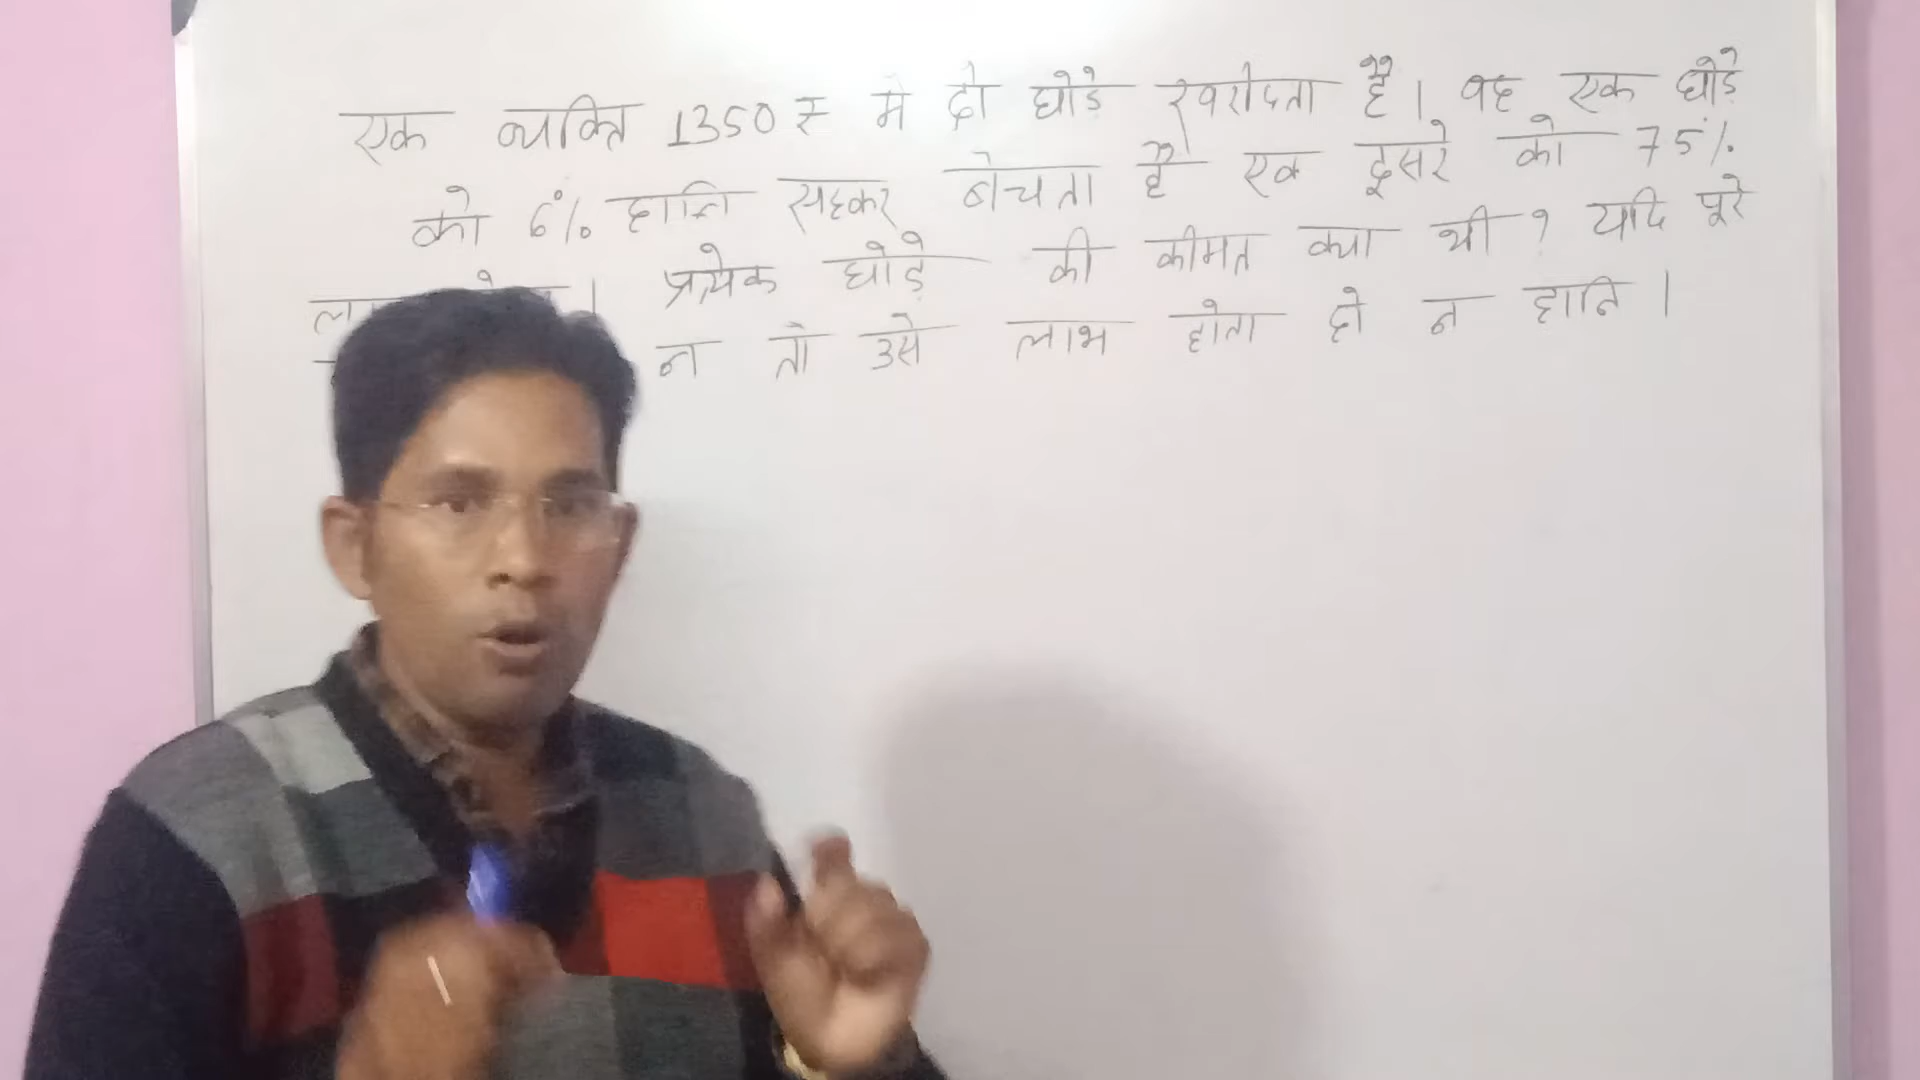 एक व्यक्ति 1350 ₹ मे दो घोड़े खरीदता है। वह एक घोड़े
को 6% हानि सहकर बेचता है एक दूसरे को 7.5%
प्रत्येक घोड़े की कीमत क्या थी ? यदि पूरे
न तो उसे लाभ होता हो न हानि।